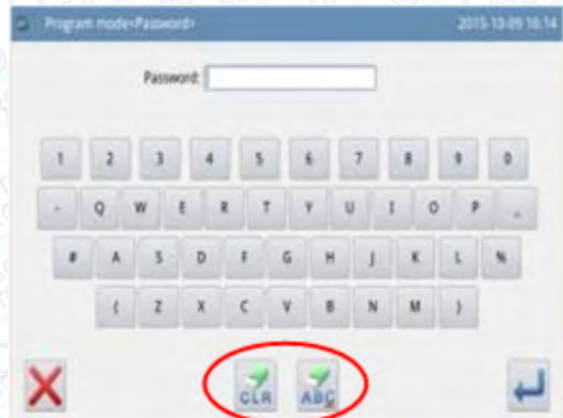 Program mode<Password> 2015-10-09 16:14
Password:
1 2 3 4 5 6 7 8 9 0
- Q W E R T Y U I O P _
# A S D F G H J K L %
( Z X C V B N M )
CLR ABC